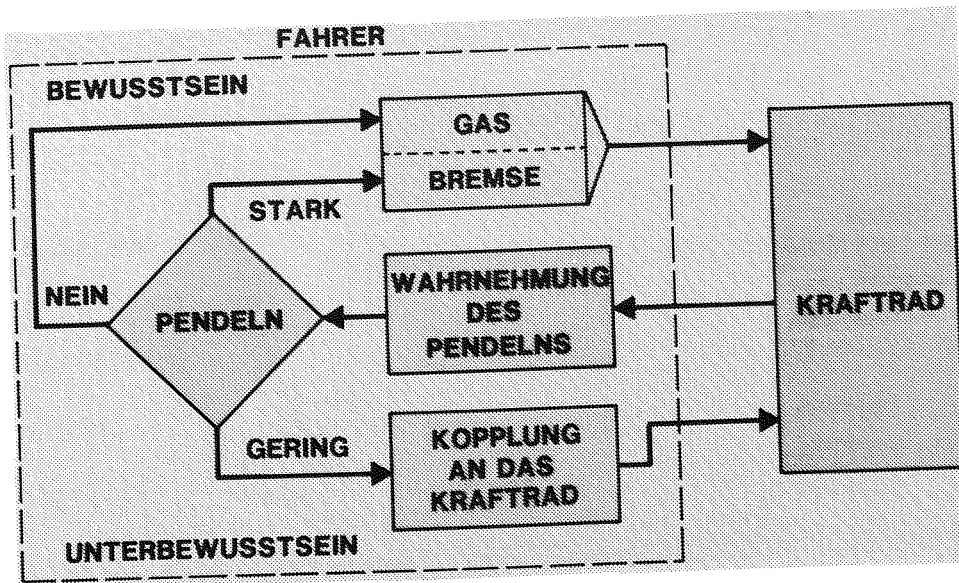 FAHRER
BEWUSSTSEIN
GAS
BREMSE
STARK
NEIN
PENDELN
WAHRNEHMUNG
DES
PENDELNS
KRAFTRAD
GERING
KOPPLUNG
AN DAS
KRAFTRAD
UNTERBEWUSSTSEIN